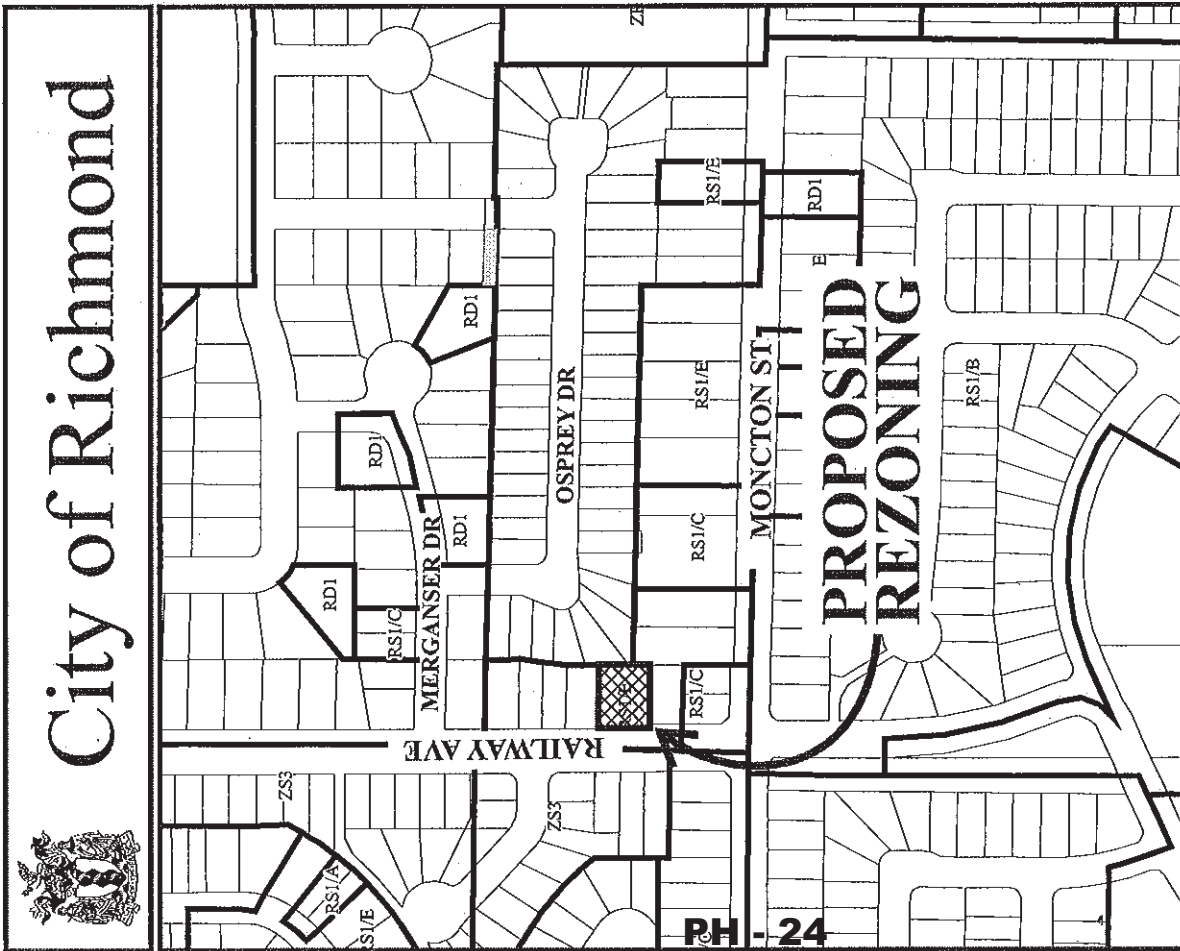 City of Richmond
ZS3
RS1/A
ZS3
RAILWAY AVE
MERGANSER DR
RS1/C
RD1
RD1
RD1
RD1
OSPREY DR
RS1/E
RS1/E
RS1/C
RS1/C
MONCTON ST
RD1
E
PROPOSED
REZONING
RS1/B
PH - 24